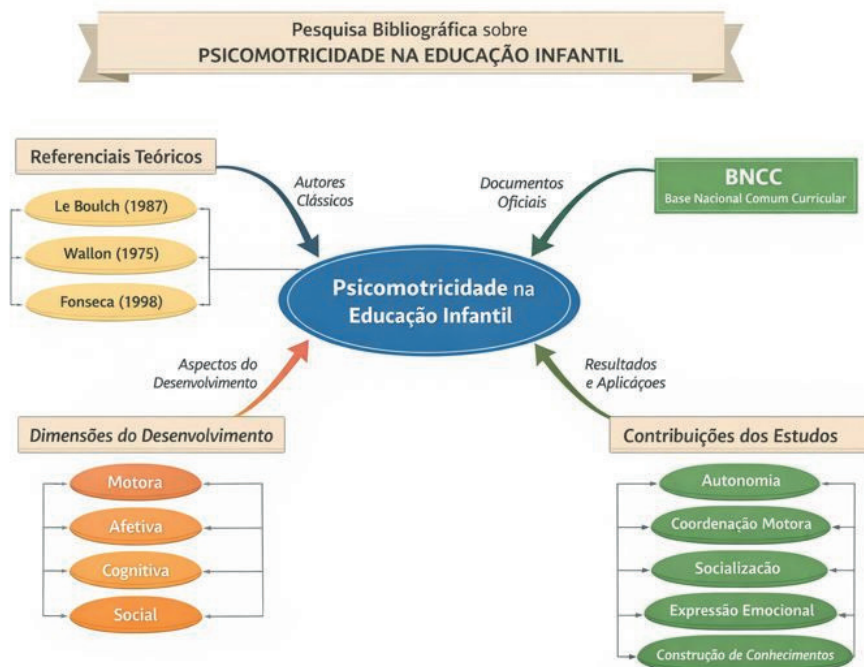 Pesquisa Bibliográfica sobre
PSICOMOTRICIDADE NA EDUCAÇÃO INFANTIL
Referenciais Teóricos
Le Boulch (1987)
Wallon (1975)
Fonseca (1998)
Autores
Clássicos
Documentos
Oficiais
BNCC
Base Nacional Comum Curricular
Psicomotricidade na
Educação Infantil
Aspectos do
Desenvolvimento
Resultados
e Aplicáçoes
Dimensões do Desenvolvimento
Motora
Afetiva
Cognitiva
Social
Contribuições dos Estudos
Autonomia
Coordenação Motora
Socializacão
Expressão Emocional
Construção de Conhecimentos